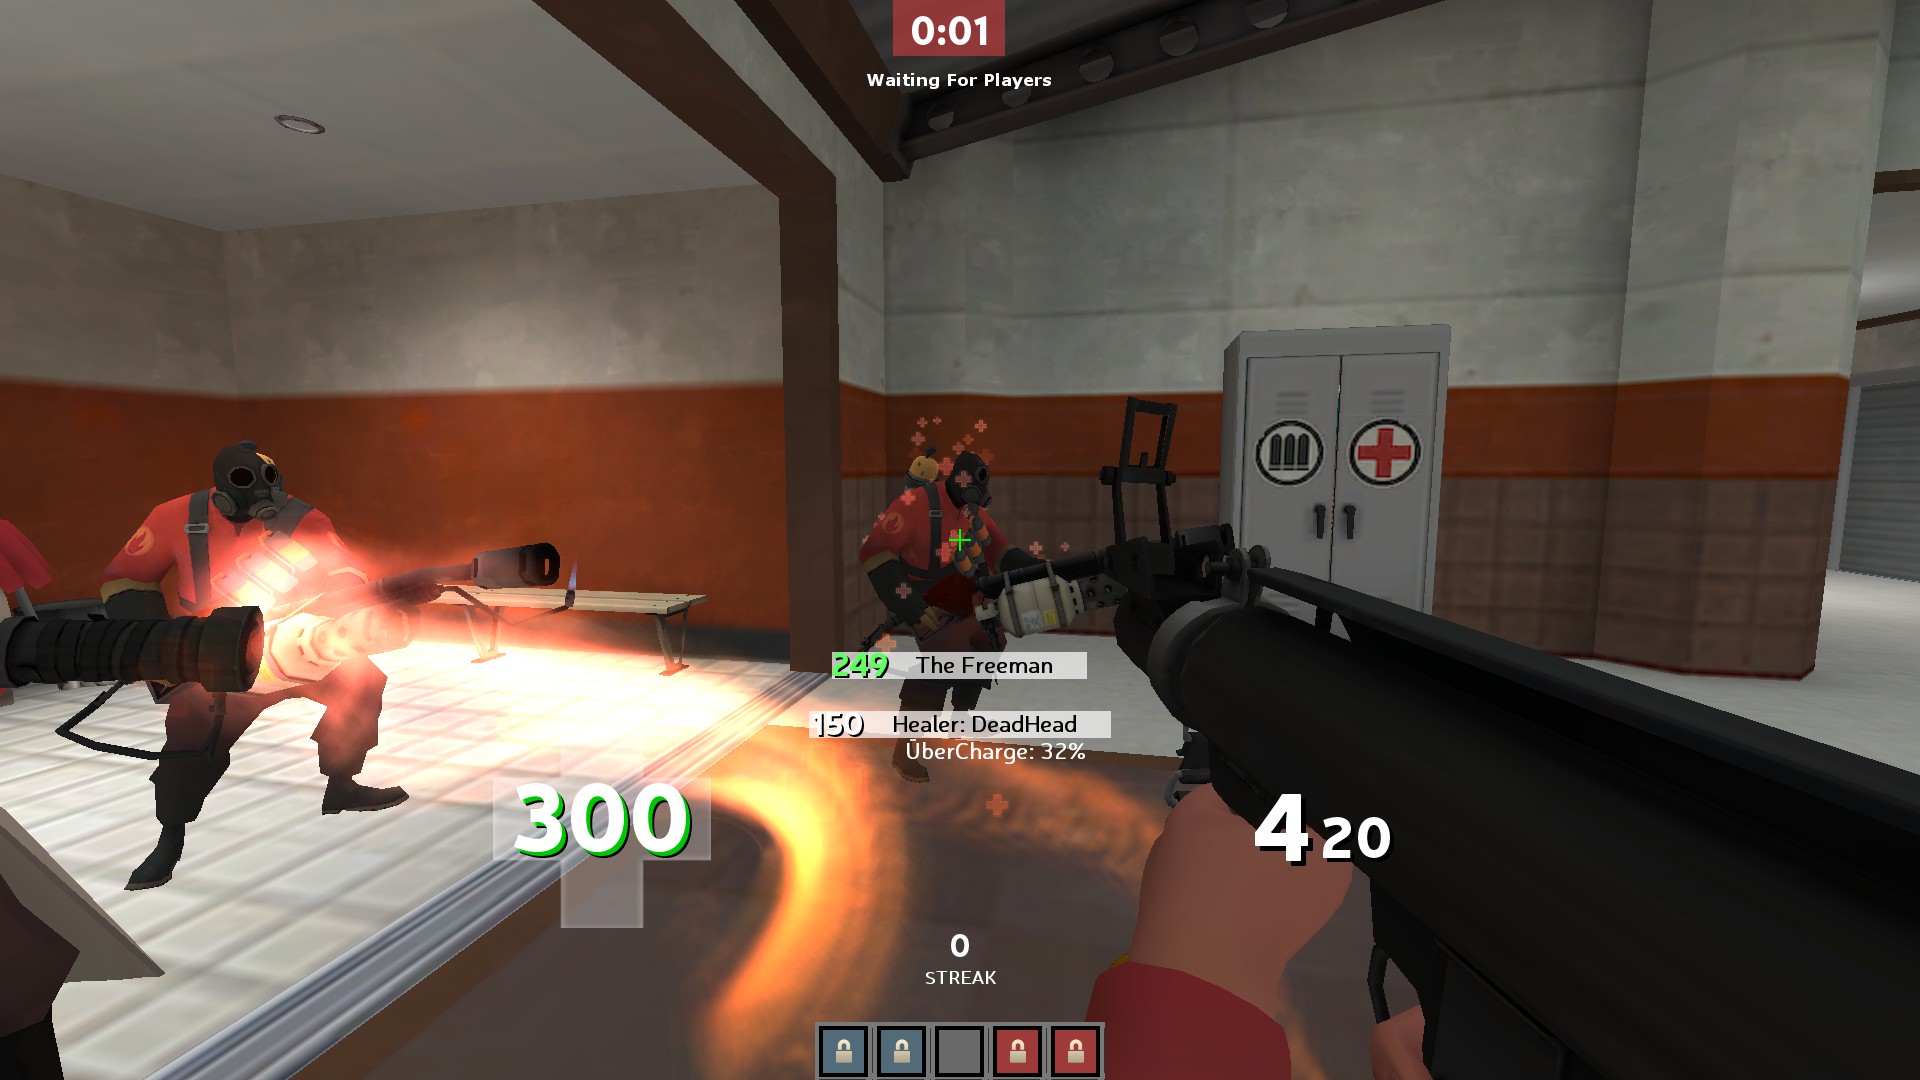 0:01
Waiting For Players
249 The Freeman
150 Healer: DeadHead
ÜberCharge: 32%
300
4 20
0
STREAK